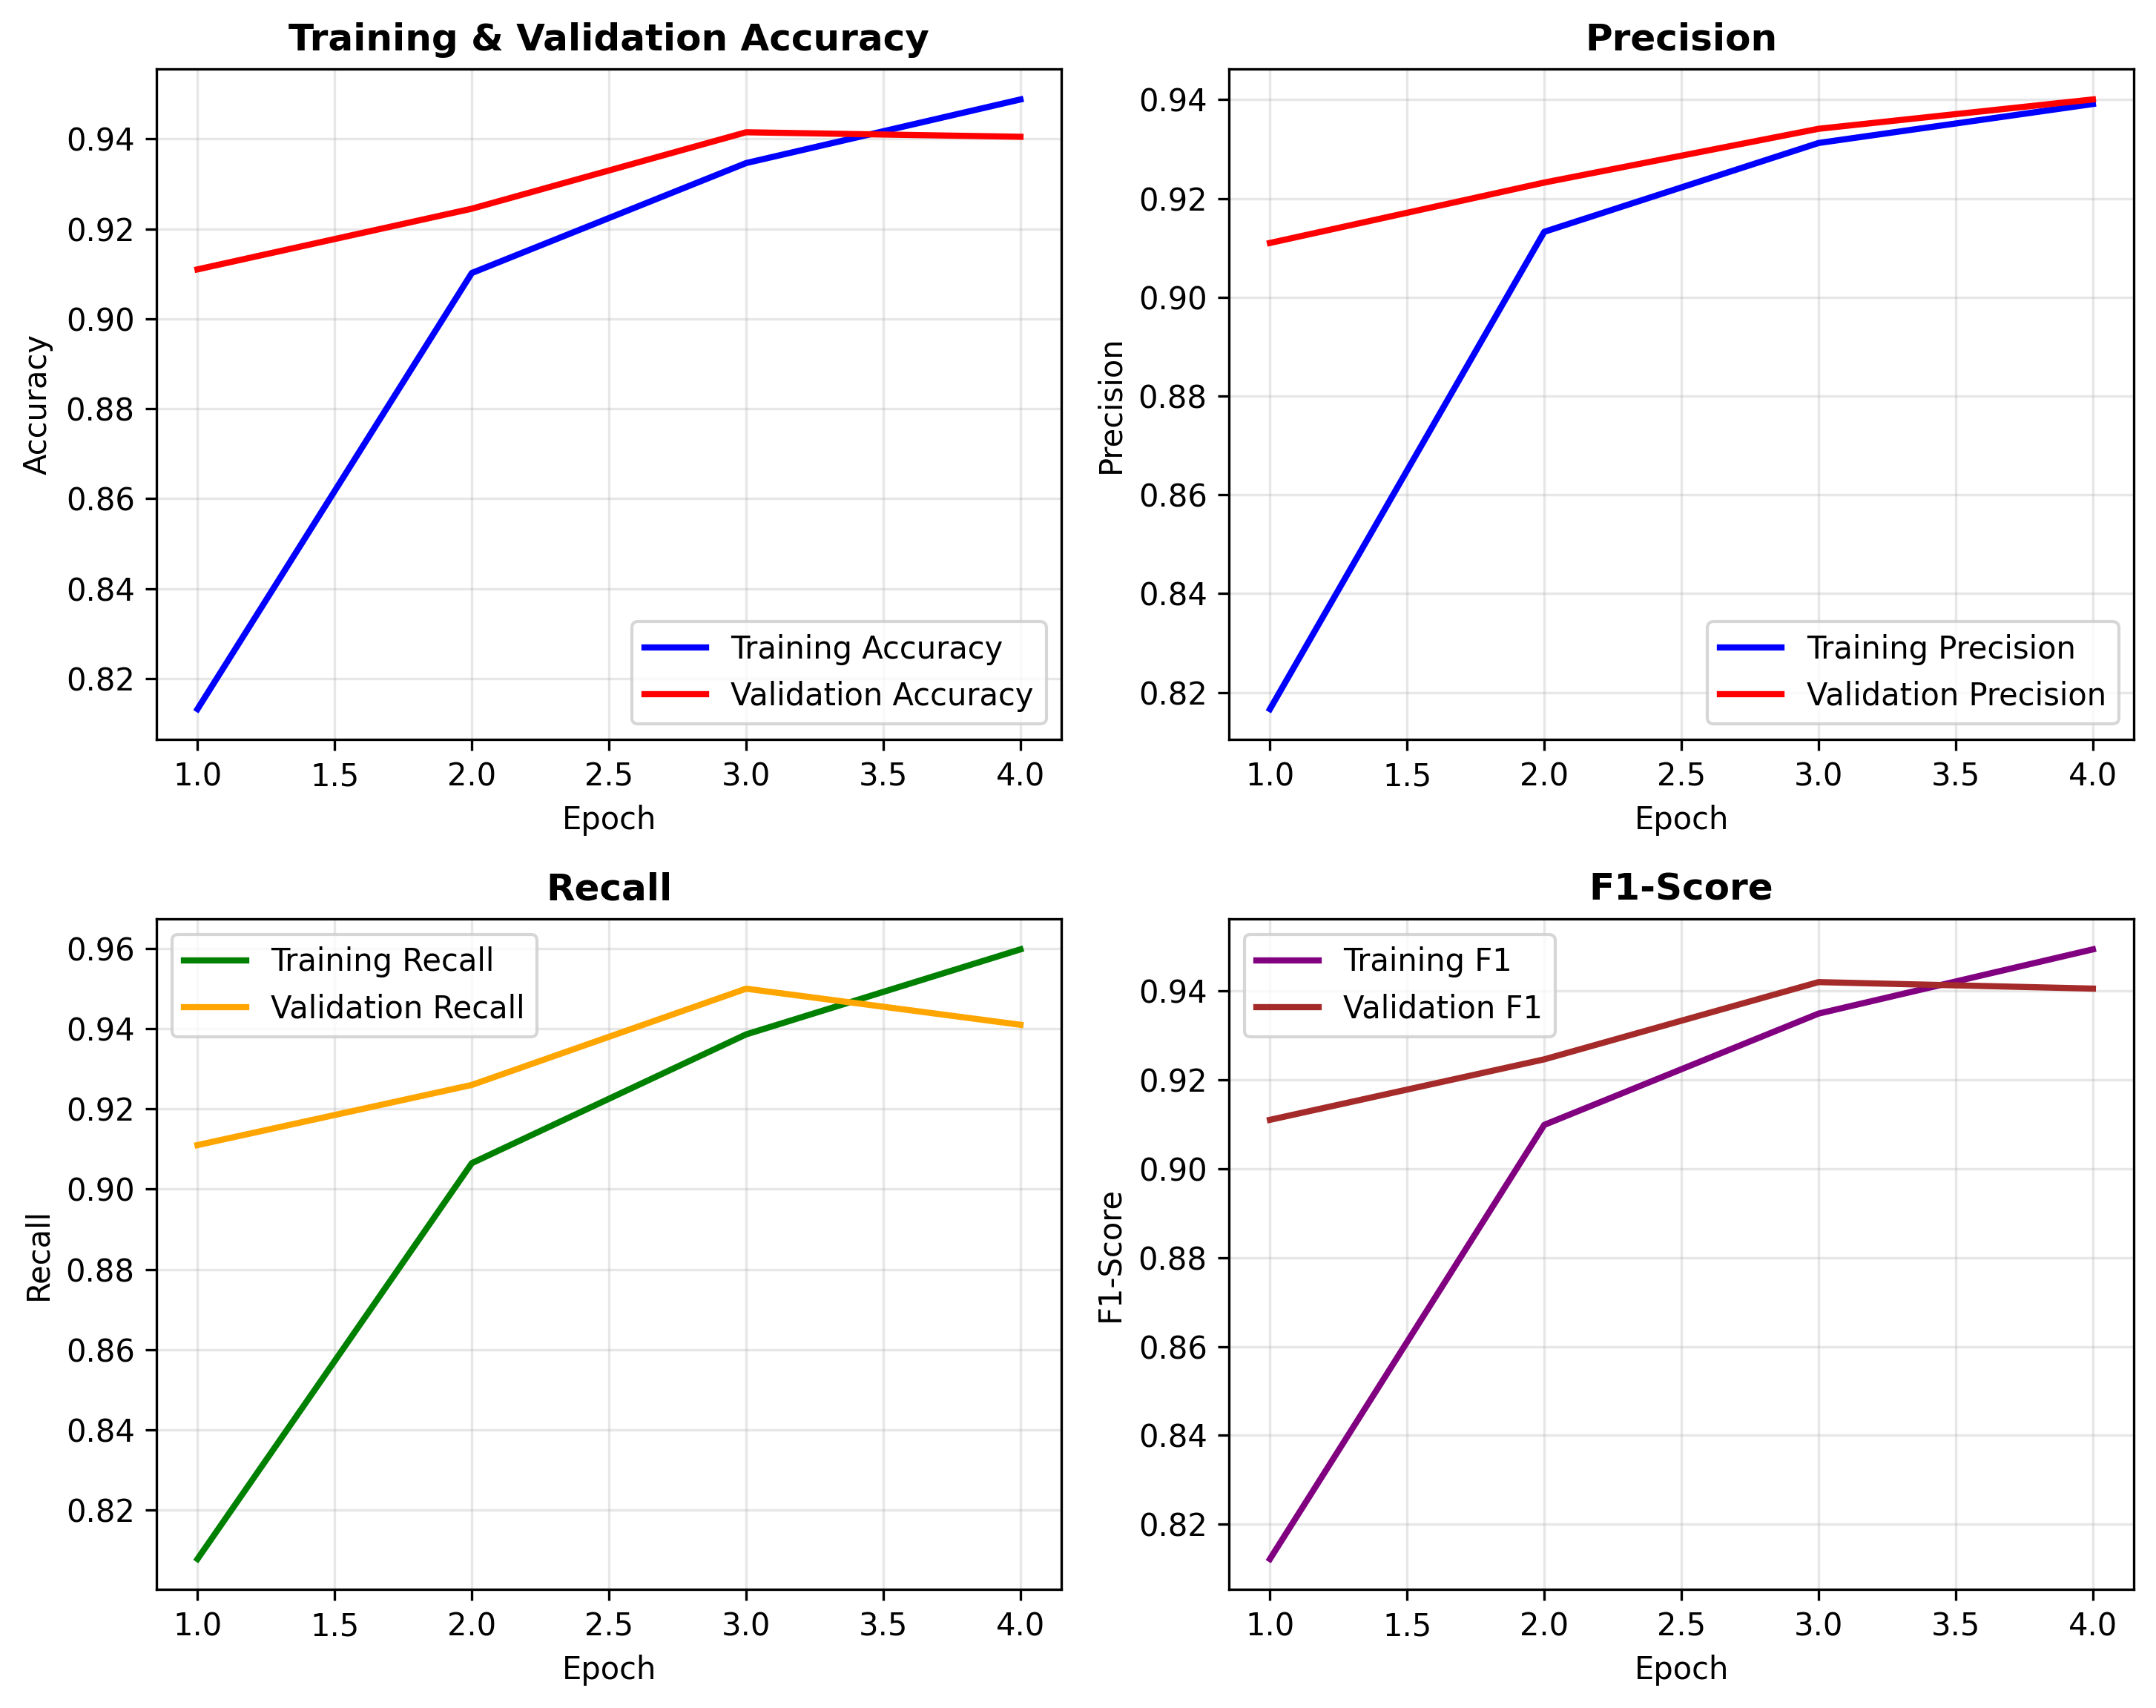 Training & Validation Accuracy
Accuracy
0.94
0.92
0.90
0.88
0.86
0.84
0.82
Training Accuracy
Validation Accuracy
1.0 1.5 2.0 2.5 3.0 3.5 4.0
Epoch
Precision
Precision
0.94
0.92
0.90
0.88
0.86
0.84
0.82
Training Precision
Validation Precision
1.0 1.5 2.0 2.5 3.0 3.5 4.0
Epoch
Recall
Recall
0.96
0.94
0.92
0.90
0.88
0.86
0.84
0.82
Training Recall
Validation Recall
1.0 1.5 2.0 2.5 3.0 3.5 4.0
Epoch
F1-Score
F1-Score
0.94
0.92
0.90
0.88
0.86
0.84
0.82
Training F1
Validation F1
1.0 1.5 2.0 2.5 3.0 3.5 4.0
Epoch